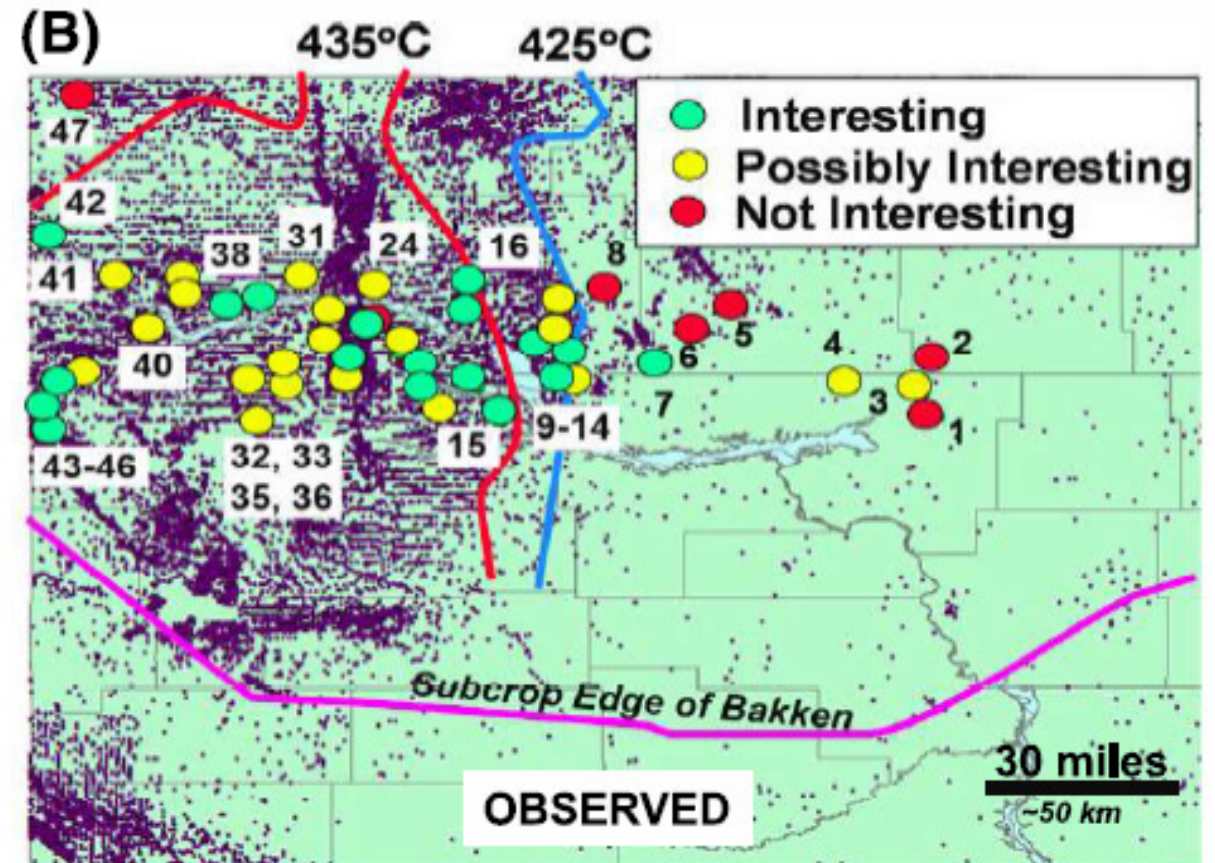 (B)
435°C 425°C
Interesting
Possibly Interesting
Not Interesting
47
42
41
38
31
24
16
8
5
6
7
4
2
3
1
40
32, 33
35, 36
15
9-14
43-46
Subcrop Edge of Bakken
30 miles
~50 km
OBSERVED